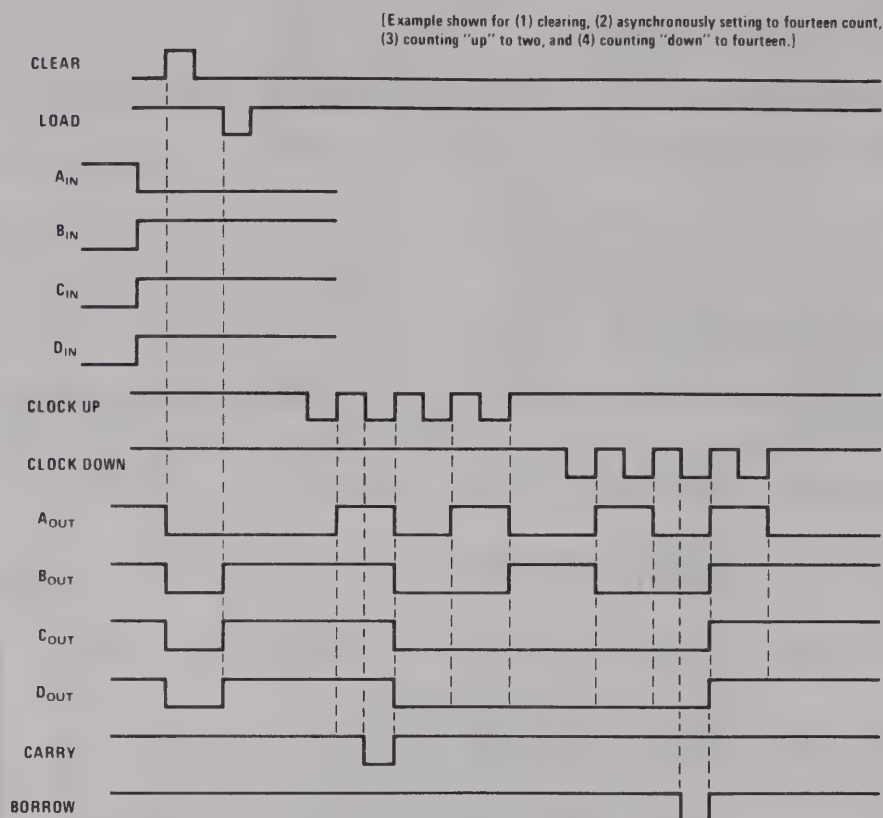 [Example shown for (1) clearing, (2) asynchronously setting to fourteen count,
(3) counting "up" to two, and (4) counting "down" to fourteen.]
CLEAR
LOAD
AIN
BIN
CIN
DIN
CLOCK UP
CLOCK DOWN
AOUT
BOUT
COUT
DOUT
CARRY
BORROW